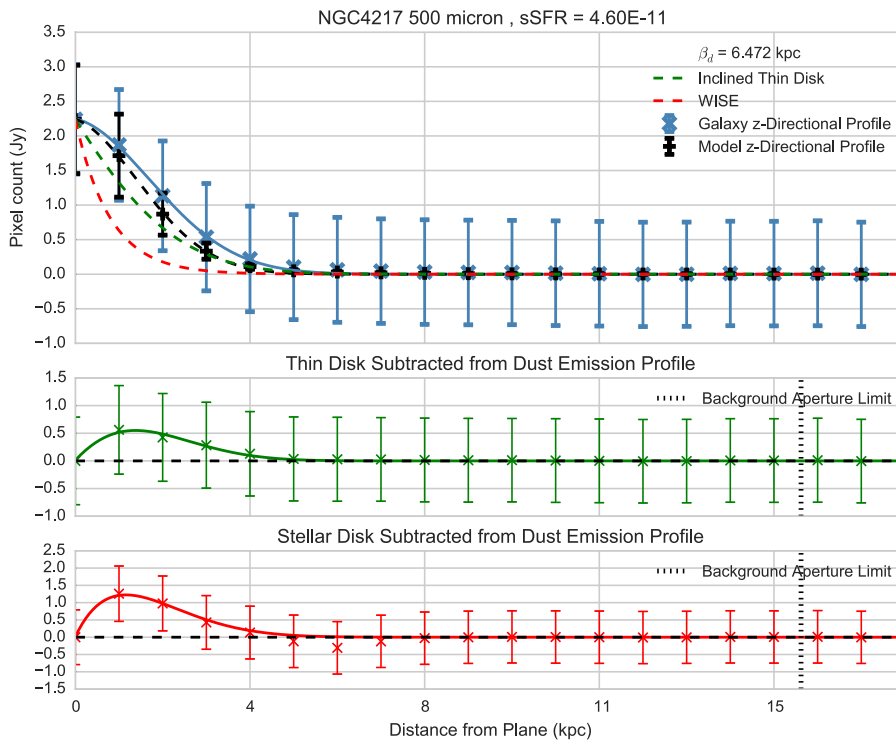 NGC4217 500 micron , sSFR = 4.60E-11
3.5
3.0
2.5
2.0
1.5
1.0
0.5
0.0
−0.5
−1.0
Pixel count (Jy)
β_d = 6.472 kpc
Inclined Thin Disk
WISE
Galaxy z-Directional Profile
Model z-Directional Profile
Thin Disk Subtracted from Dust Emission Profile
1.5
1.0
0.5
0.0
−0.5
−1.0
Background Aperture Limit
Stellar Disk Subtracted from Dust Emission Profile
2.5
2.0
1.5
1.0
0.5
0.0
−0.5
−1.0
−1.5
Background Aperture Limit
0 4 8 11 15
Distance from Plane (kpc)